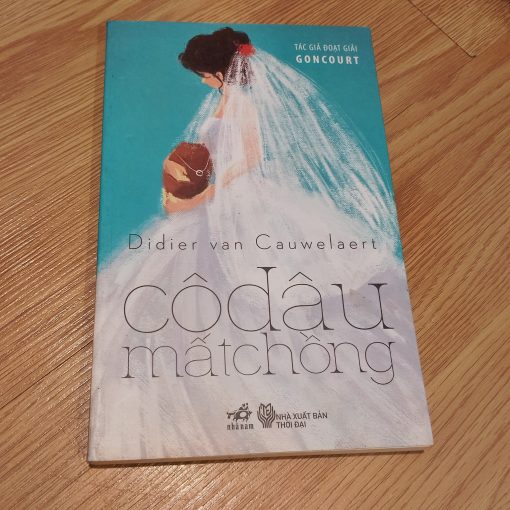 TÁC GIẢ ĐOẠT GIẢI
GONCOURT
Didier van Cauwelaert
côdâu
mấtchồng
nhã nam
NHÀ XUẤT BẢN
THỜI ĐẠI